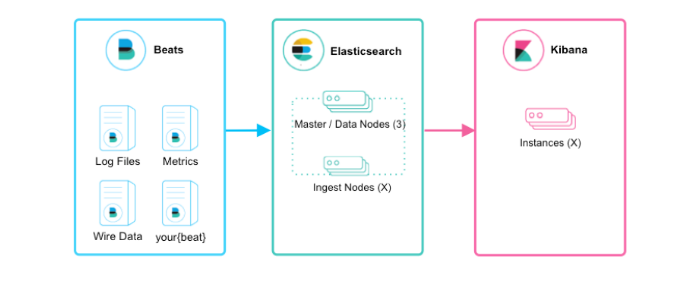 Beats
Log Files
Metrics
Wire Data
your{beat}
Elasticsearch
Master / Data Nodes (3)
Ingest Nodes (X)
Kibana
Instances (X)